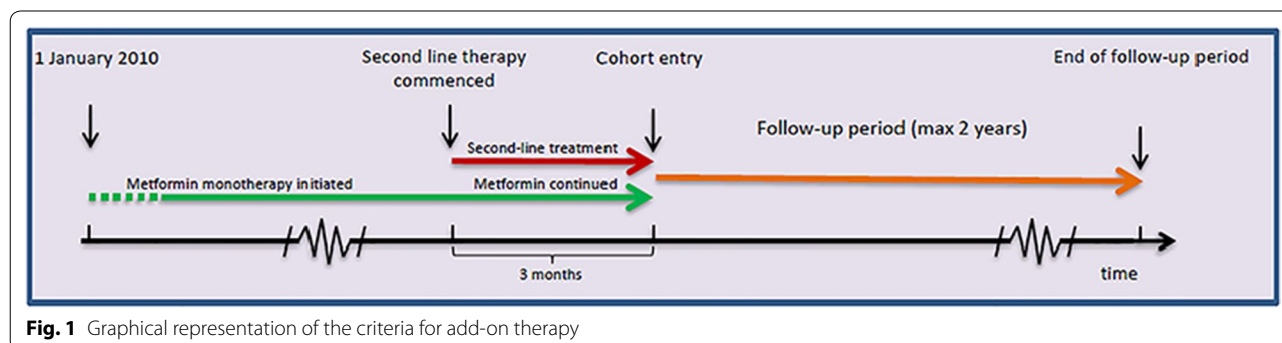 1 January 2010
Second line therapy
commenced
Cohort entry
End of follow-up period
Follow-up period (max 2 years)
Second-line treatment
Metformin monotherapy initiated
Metformin continued
3 months
time
Fig. 1 Graphical representation of the criteria for add-on therapy